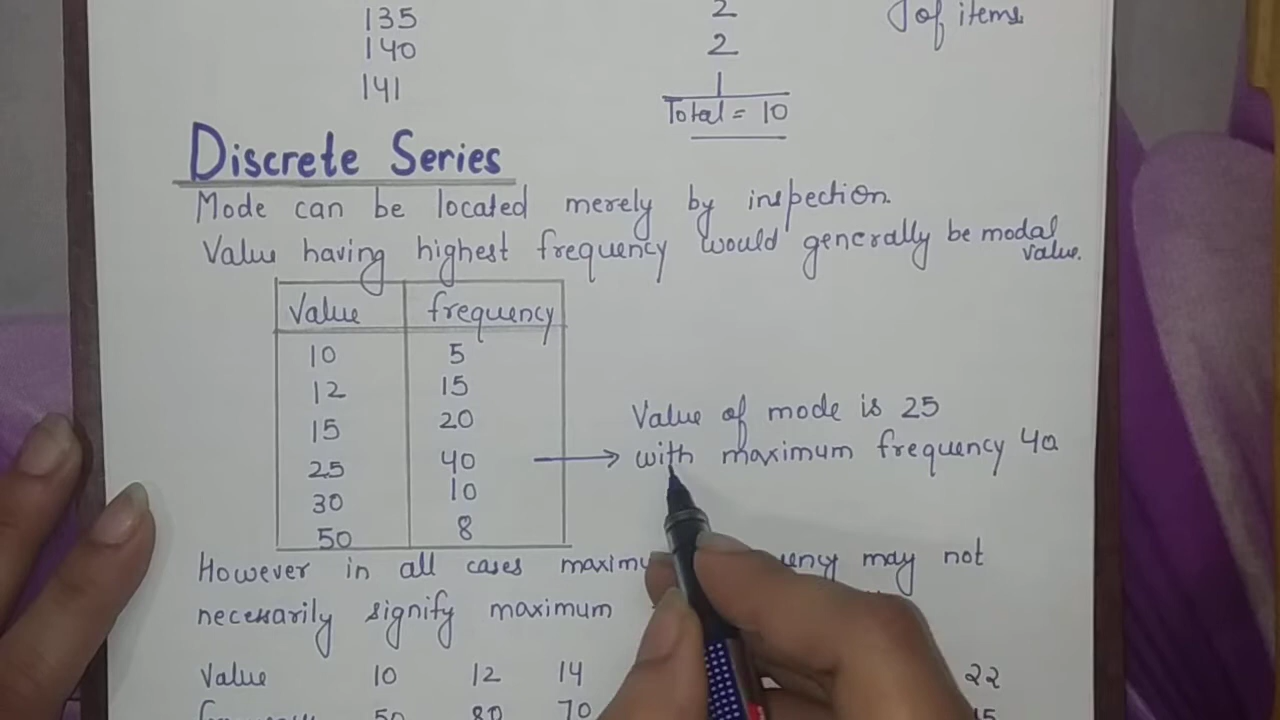 135 2 of items
140 2
141 1
Total = 10
Discrete Series
Mode can be located merely by inspection.
Value having highest frequency would generally be modal value.
Value frequency
10 5
12 15
15 20
25 40
30 10
50 8
Value of mode is 25
with maximum frequency 40
However in all cases may not
necessarily signify maximum
Value 10 12 14 22
50 80 70